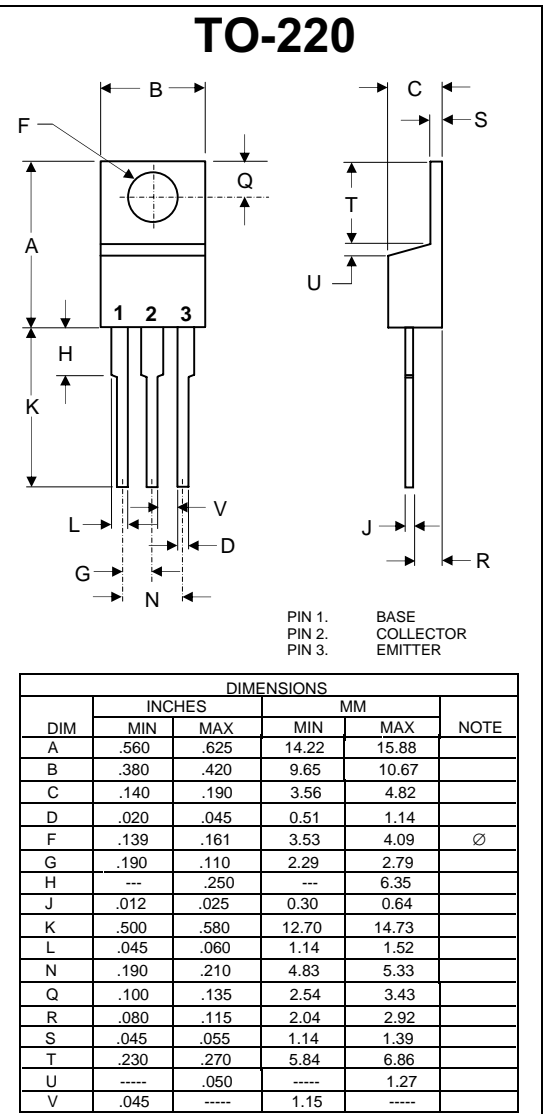 TO-220
B
C
F
S
Q
T
A
U
1 2 3
H
K
V
L
J
D
R
G
N
PIN 1. BASE
PIN 2. COLLECTOR
PIN 3. EMITTER
DIMENSIONS
INCHES MM
DIM MIN MAX MIN MAX NOTE
A .560 .625 14.22 15.88
B .380 .420 9.65 10.67
C .140 .190 3.56 4.82
D .020 .045 0.51 1.14
F .139 .161 3.53 4.09 ∅
G .190 .110 2.29 2.79
H --- .250 --- 6.35
J .012 .025 0.30 0.64
K .500 .580 12.70 14.73
L .045 .060 1.14 1.52
N .190 .210 4.83 5.33
Q .100 .135 2.54 3.43
R .080 .115 2.04 2.92
S .045 .055 1.14 1.39
T .230 .270 5.84 6.86
U ----- .050 ----- 1.27
V .045 ----- 1.15 -----